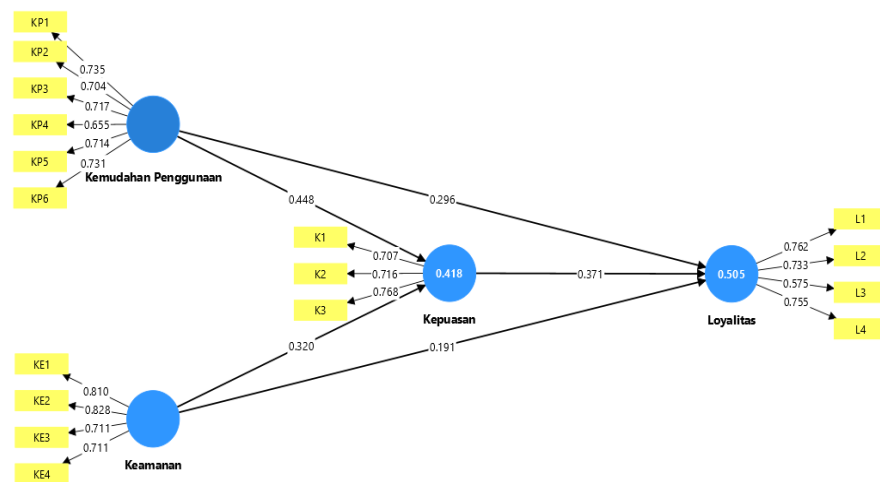 KP1
KP2
KP3
KP4
KP5
KP6
0.735
0.704
0.717
0.655
0.714
0.731
Kemudahan Penggunaan
0.448
0.296
K1
K2
K3
0.707
0.716
0.768
0.418
Kepuasan
0.371
0.505
Loyalitas
0.762
0.733
0.575
0.755
L1
L2
L3
L4
0.320
0.191
KE1
KE2
KE3
KE4
0.810
0.828
0.711
0.711
Keamanan